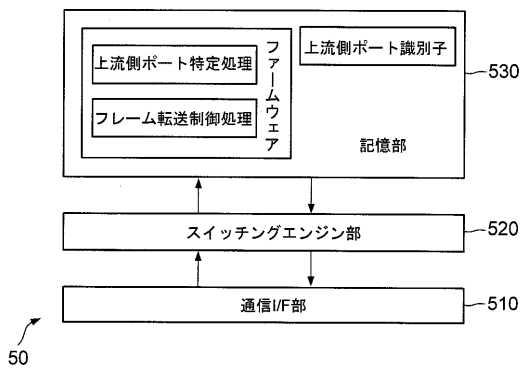 上流側ポート特定処理
フレーム転送制御処理
ファームウェア
上流側ポート識別子
記憶部
530
スイッチングエンジン部
520
通信I/F部
510
50